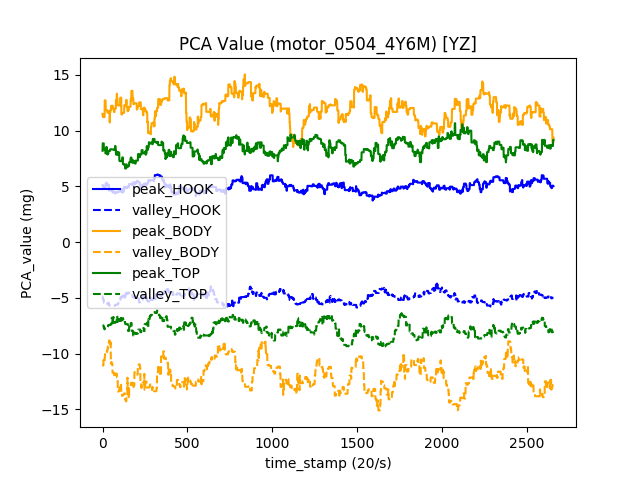 PCA Value (motor_0504_4Y6M) [YZ]
PCA_value (mg)
15
10
5
0
−5
−10
−15
peak_HOOK
valley_HOOK
peak_BODY
valley_BODY
peak_TOP
valley_TOP
0
500
1000
1500
2000
2500
time_stamp (20/s)